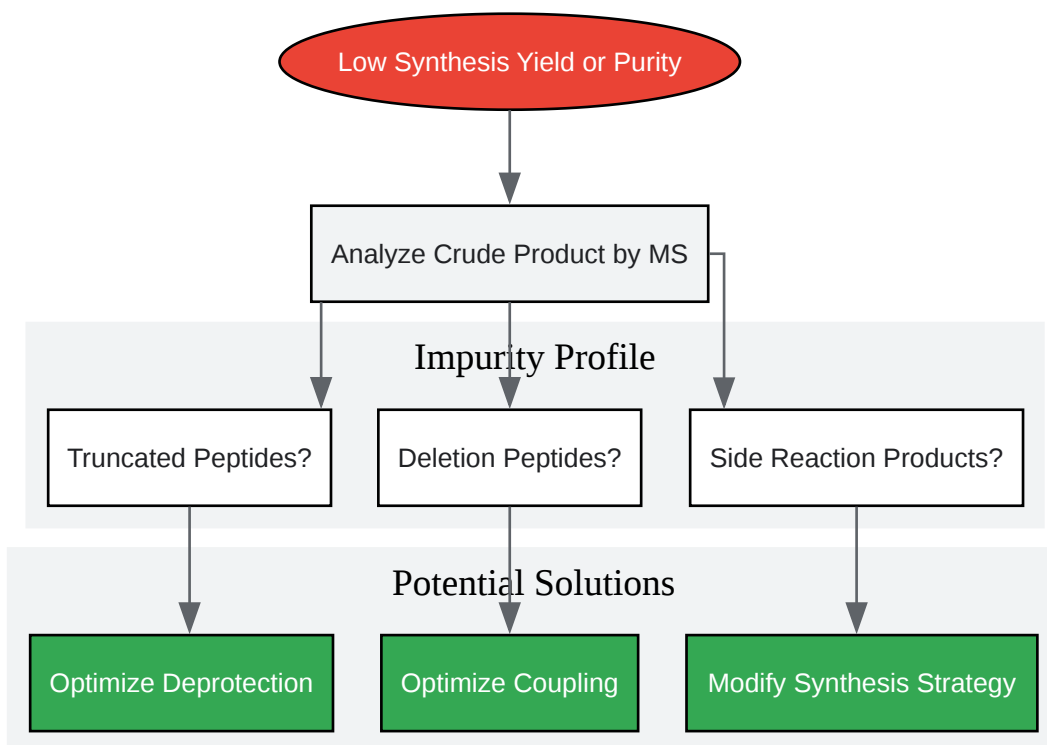 Low Synthesis Yield or Purity
Analyze Crude Product by MS
Impurity Profile
Truncated Peptides?
Deletion Peptides?
Side Reaction Products?
Potential Solutions
Optimize Deprotection
Optimize Coupling
Modify Synthesis Strategy